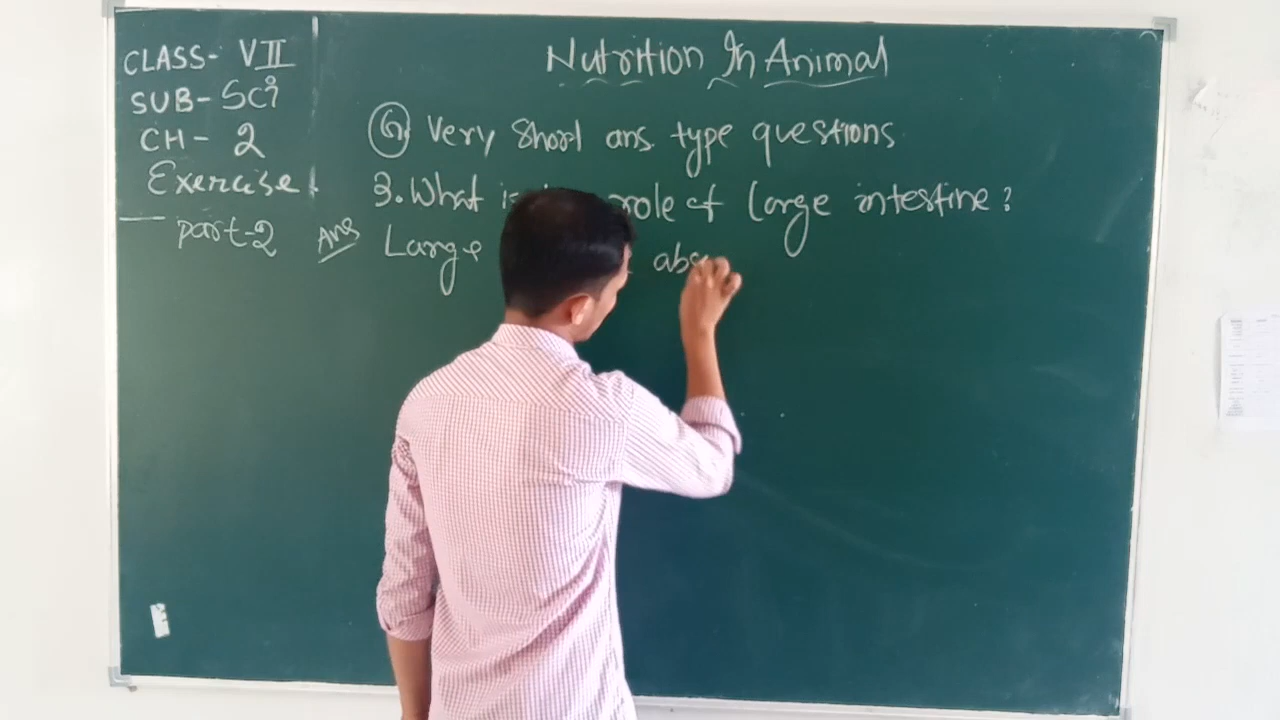 CLASS- VII
SUB- Sci
CH- 2
Exercise
part-2
Nutrition In Animal
Very Short ans. type questions
3. What is role of large intestine?
Ans Large abs